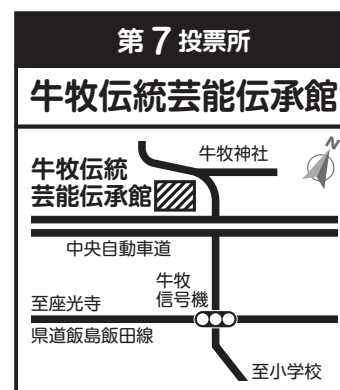 第7投票所
牛牧伝統芸能伝承館
N
牛牧神社
牛牧伝統
芸能伝承館
中央自動車道
牛牧
信号機
至座光寺
県道飯島飯田線
至小学校